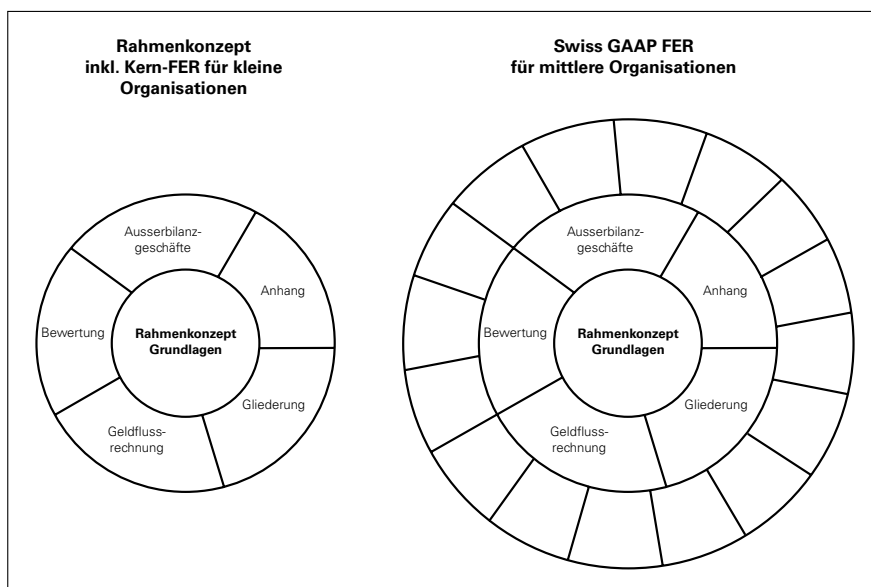 Rahmenkonzept
inkl. Kern-FER für kleine
Organisationen
Ausserbilanz-
geschäfte
Anhang
Bewertung
Rahmenkonzept
Grundlagen
Gliederung
Geldfluss-
rechnung
Swiss GAAP FER
für mittlere Organisationen
Ausserbilanz-
geschäfte
Anhang
Bewertung
Rahmenkonzept
Grundlagen
Gliederung
Geldfluss-
rechnung